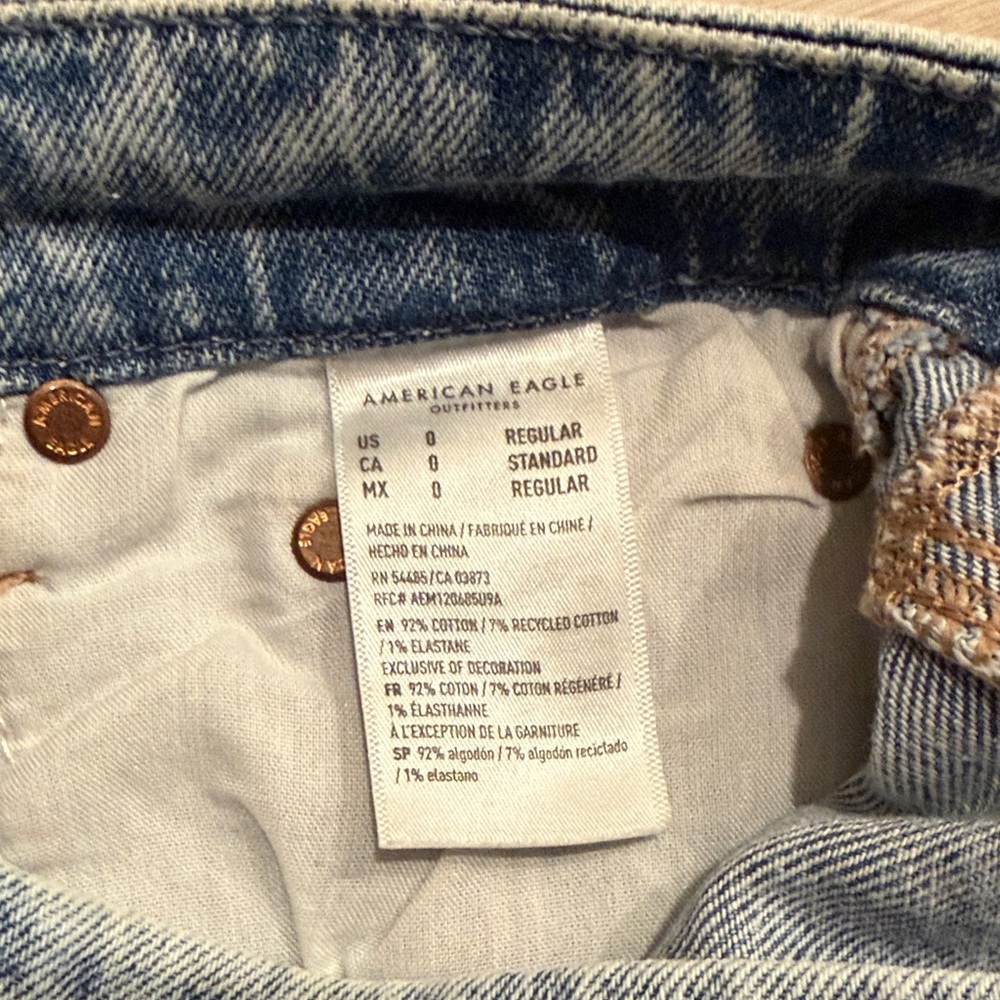 AMERICAN EAGLE
OUTFITTERS
US 0 REGULAR
CA 0 STANDARD
MX 0 REGULAR
MADE IN CHINA / FABRIQUÉ EN CHINE /
HECHO EN CHINA
RN 54485/CA 03873
RFC# AEM120605U9A
EN 92% COTTON / 7% RECYCLED COTTON
/ 1% ELASTANE
EXCLUSIVE OF DECORATION
FR 92% COTON / 7% COTON RÉGÉNÉRÉ /
1% ÉLASTHANNE
À L'EXCEPTION DE LA GARNITURE
SP 92% algodón / 7% algodón reciclado
/ 1% elastano
AMERICAN
EAGLE